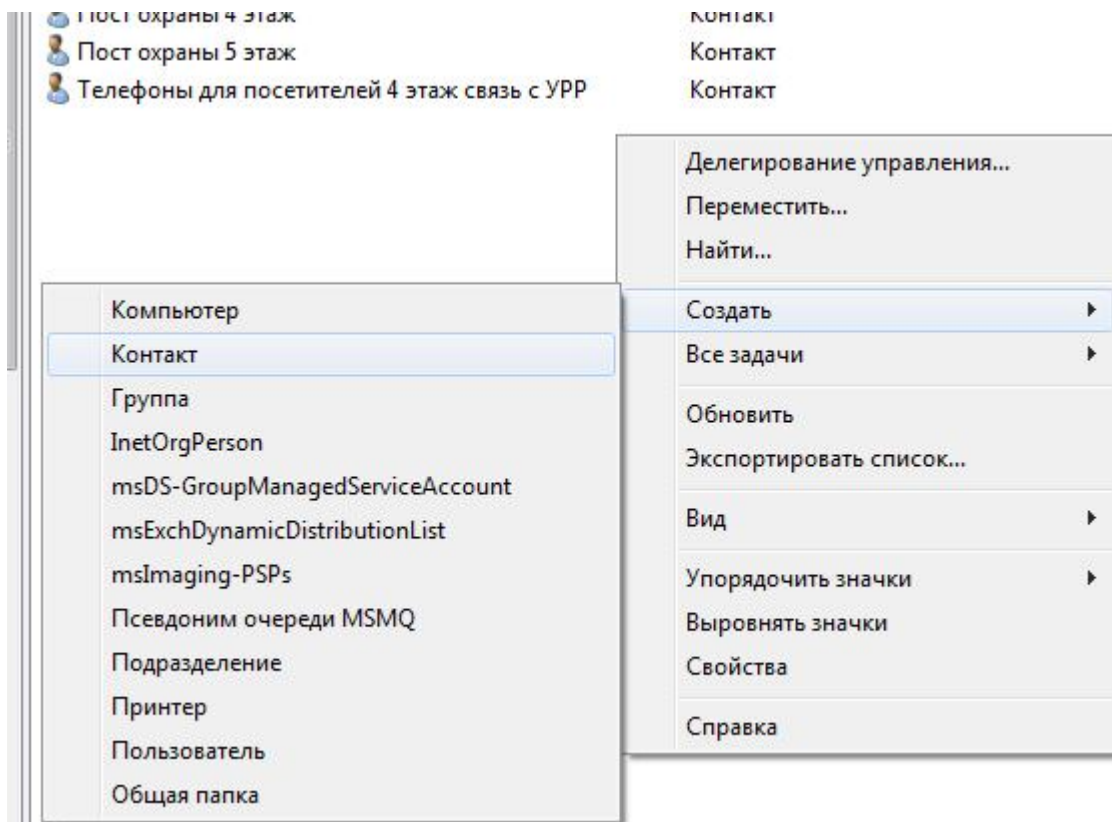 Пост охраны 4 этаж Контакт
Пост охраны 5 этаж Контакт
Телефоны для посетителей 4 этаж связь с УРР Контакт
Делегирование управления...
Переместить...
Найти...
Создать
Все задачи
Обновить
Экспортировать список...
Вид
Упорядочить значки
Выровнять значки
Свойства
Справка
Компьютер
Контакт
Группа
InetOrgPerson
msDS-GroupManagedServiceAccount
msExchDynamicDistributionList
msImaging-PSPs
Псевдоним очереди MSMQ
Подразделение
Принтер
Пользователь
Общая папка